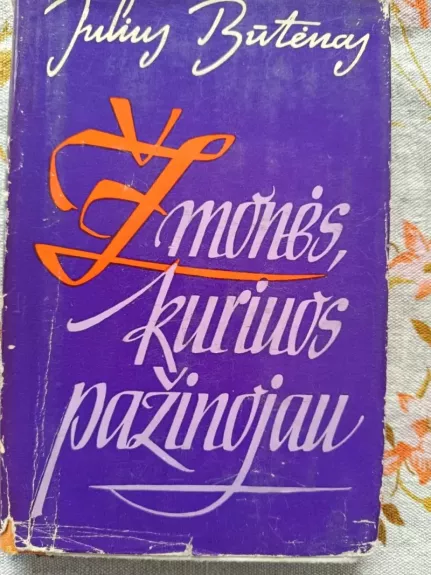 Julius Būtėnas
Žmonės,
kuriuos
pažinojau